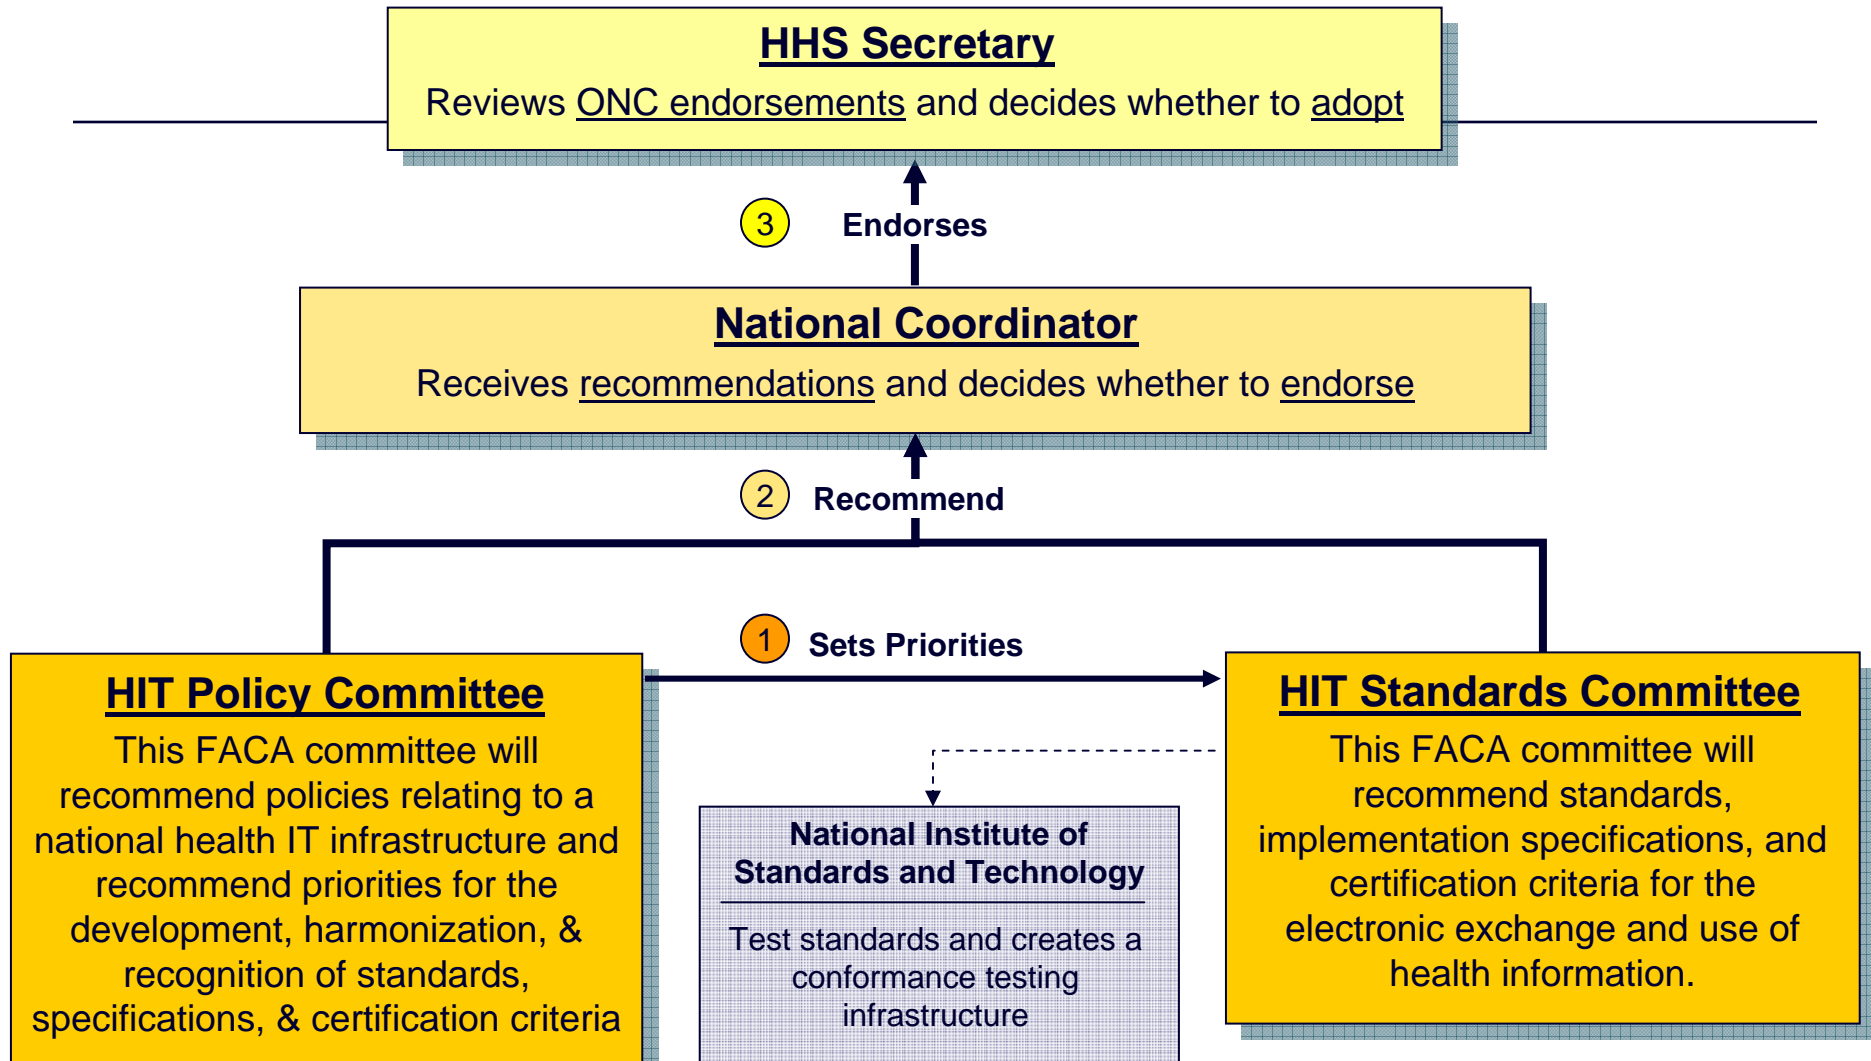 HHS Secretary
Reviews ONC endorsements and decides whether to adopt
3
Endorses
National Coordinator
Receives recommendations and decides whether to endorse
2
Recommend
1
Sets Priorities
HIT Policy Committee
This FACA committee will
recommend policies relating to a
national health IT infrastructure and
recommend priorities for the
development, harmonization, &
recognition of standards,
specifications, & certification criteria
National Institute of
Standards and Technology
Test standards and creates a
conformance testing
infrastructure
HIT Standards Committee
This FACA committee will
recommend standards,
implementation specifications, and
certification criteria for the
electronic exchange and use of
health information.